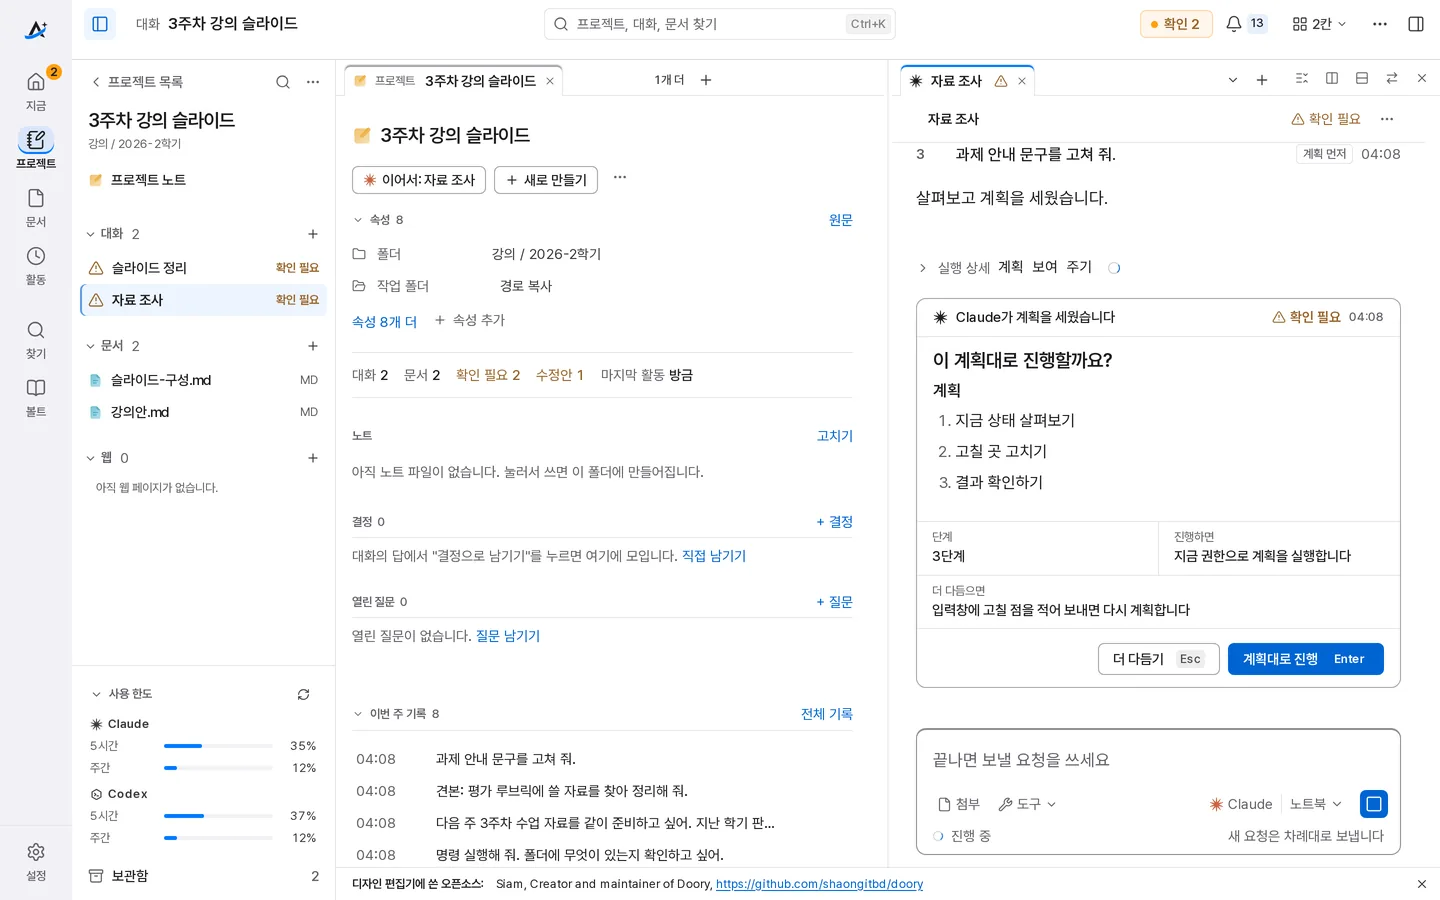 대화 3주차 강의 슬라이드
프로젝트, 대화, 문서 찾기 Ctrl+K
확인 2
13
2칸
2
지금
프로젝트
문서
활동
찾기
볼트
설정
프로젝트 목록
3주차 강의 슬라이드
강의 / 2026-2학기
프로젝트 노트
대화 2
슬라이드 정리 확인 필요
자료 조사 확인 필요
문서 2
슬라이드-구성.md MD
강의안.md MD
웹 0
아직 웹 페이지가 없습니다.
사용 한도
Claude
5시간 35%
주간 12%
Codex
5시간 37%
주간 12%
보관함 2
프로젝트 3주차 강의 슬라이드
1개 더
3주차 강의 슬라이드
이어서: 자료 조사
새로 만들기
속성 8 원문
폴더 강의 / 2026-2학기
작업 폴더 경로 복사
속성 8개 더 + 속성 추가
대화 2 문서 2 확인 필요 2 수정안 1 마지막 활동 방금
노트 고치기
아직 노트 파일이 없습니다. 눌러서 쓰면 이 폴더에 만들어집니다.
결정 0 + 결정
대화의 답에서 "결정으로 남기기"를 누르면 여기에 모입니다. 직접 남기기
열린 질문 0 + 질문
열린 질문이 없습니다. 질문 남기기
이번 주 기록 8 전체 기록
04:08 과제 안내 문구를 고쳐 줘.
04:08 견본: 평가 루브릭에 쓸 자료를 찾아 정리해 줘.
04:08 다음 주 3주차 수업 자료를 같이 준비하고 싶어. 지난 학기 판...
04:08 명령 실행해 줘. 폴더에 무엇이 있는지 확인하고 싶어.
자료 조사
자료 조사 확인 필요
3 과제 안내 문구를 고쳐 줘. 계획 먼저 04:08
살펴보고 계획을 세웠습니다.
실행 상세 계획 보여 주기
Claude가 계획을 세웠습니다 확인 필요 04:08
이 계획대로 진행할까요?
계획
1. 지금 상태 살펴보기
2. 고칠 곳 고치기
3. 결과 확인하기
단계
3단계
진행하면
지금 권한으로 계획을 실행합니다
더 다듬으면
입력창에 고칠 점을 적어 보내면 다시 계획합니다
더 다듬기 Esc
계획대로 진행 Enter
끝나면 보낼 요청을 쓰세요
첨부 도구 Claude 노트북
진행 중 새 요청은 차례대로 보냅니다
디자인 편집기에 쓴 오픈소스: Siam, Creator and maintainer of Doory, https://github.com/shaongitbd/doory